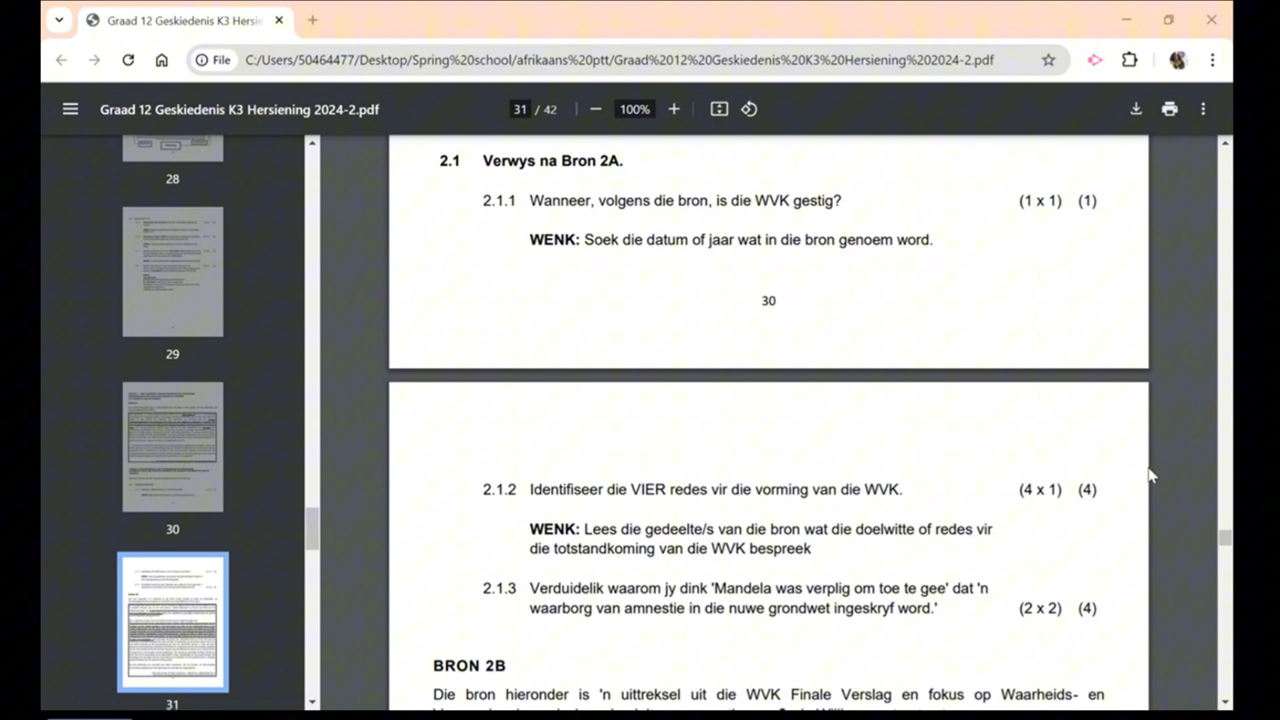 Graad 12 Geskiedenis K3 Hersie
File
C:/Users/50464477/Desktop/Spring%20school/afrikaans%20ptt/Graad%2012%20Geskiedenis%20K3%20Hersiening%202024-2.pdf
Graad 12 Geskiedenis K3 Hersiening 2024-2.pdf
31 / 42
100%
28
29
30
31
2.1 Verwys na Bron 2A.
2.1.1 Wanneer, volgens die bron, is die WVK gestig? (1 x 1) (1)
WENK: Soek die datum of jaar wat in die bron genoem word.
30
2.1.2 Identifiseer die VIER redes vir die vorming van die WVK. (4 x 1) (4)
WENK: Lees die gedeelte/s van die bron wat die doelwitte of redes vir
die totstandkoming van die WVK bespreek
2.1.3 Verduidelik waarom jy dink 'Mandela was verplig om toe te gee' dat 'n
waarborg van amnestie in die nuwe grondwet ingeskryf word.' (2 x 2) (4)
BRON 2B
Die bron hieronder is 'n uittreksel uit die WVK Finale Verslag en fokus op Waarheids- en